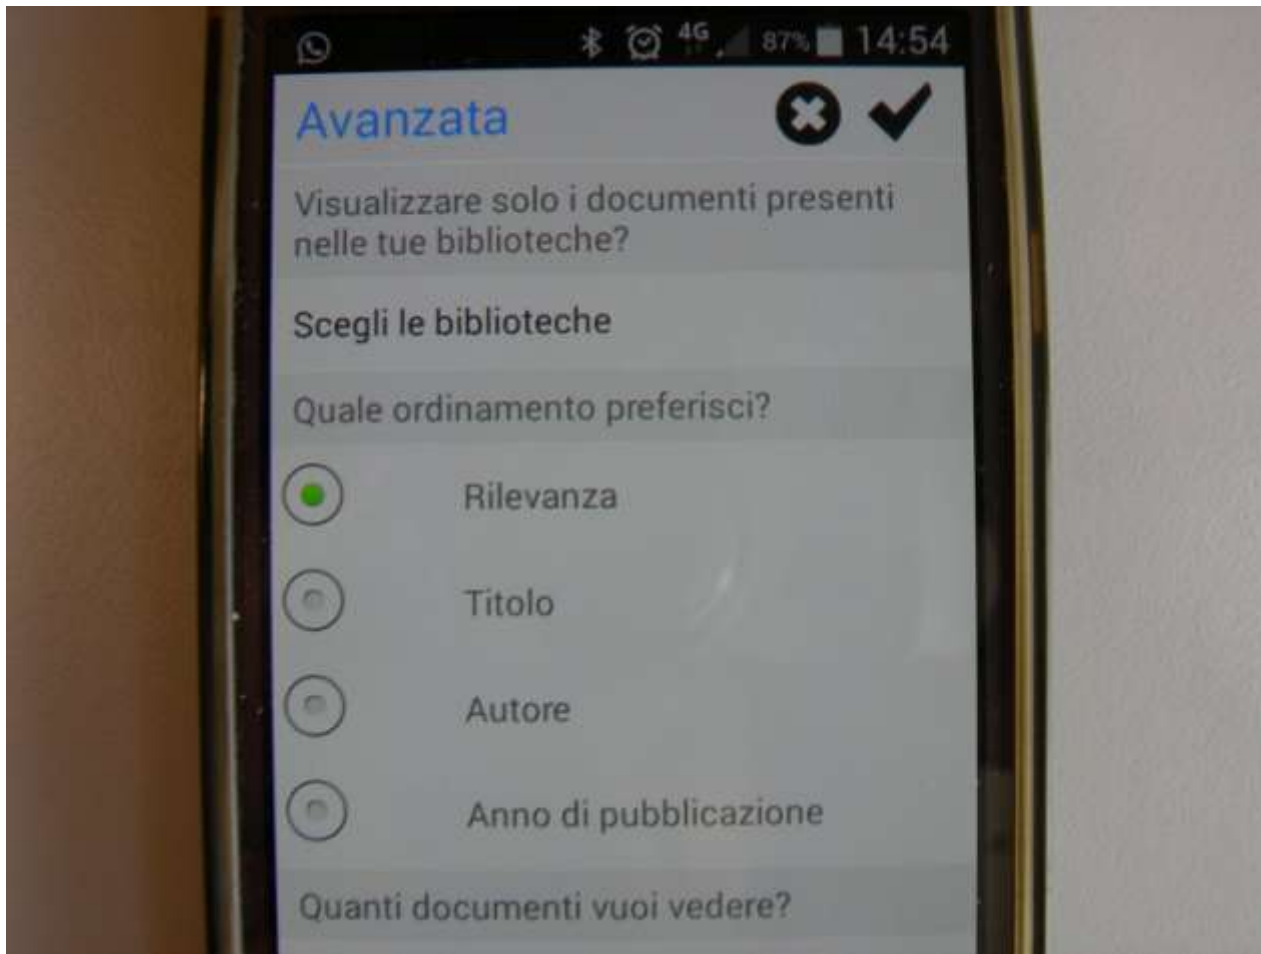 4G 87% 14:54
Avanzata
Visualizzare solo i documenti presenti
nelle tue biblioteche?
Scegli le biblioteche
Quale ordinamento preferisci?
Rilevanza
Titolo
Autore
Anno di pubblicazione
Quanti documenti vuoi vedere?